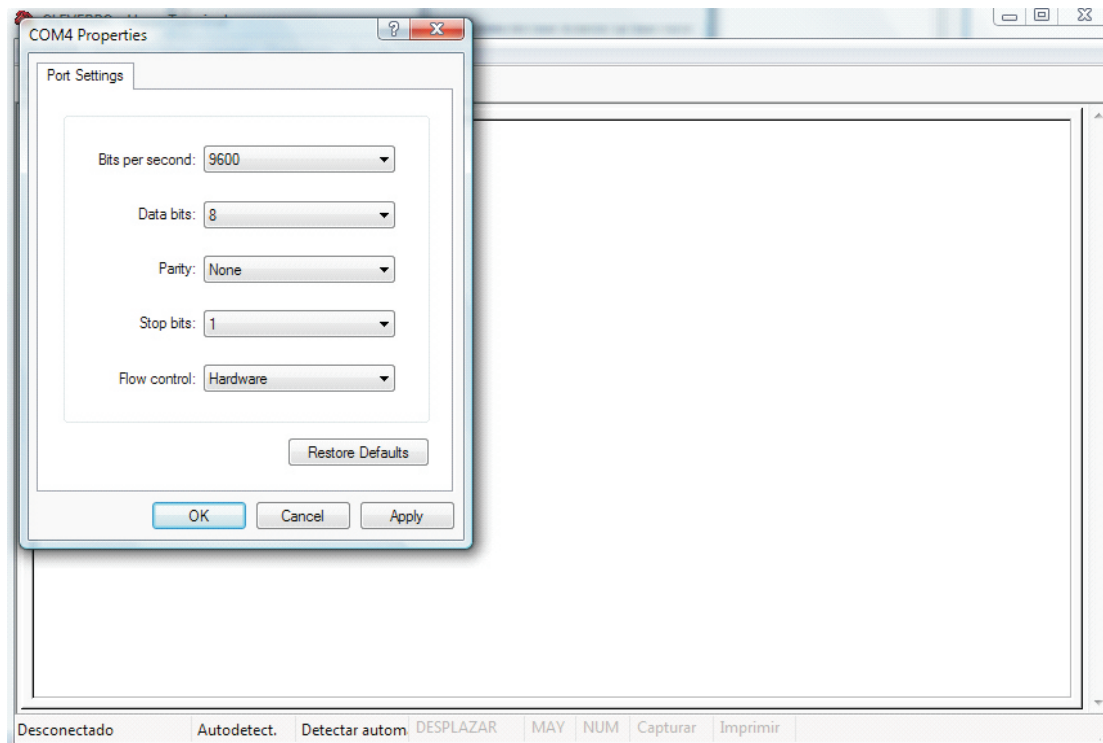 COM4 Properties
Port Settings
Bits per second: 9600
Data bits: 8
Parity: None
Stop bits: 1
Flow control: Hardware
Restore Defaults
OK Cancel Apply
Desconectado Autodetect. Detectar autom DESPLAZAR MAY NUM Capturar Imprimir